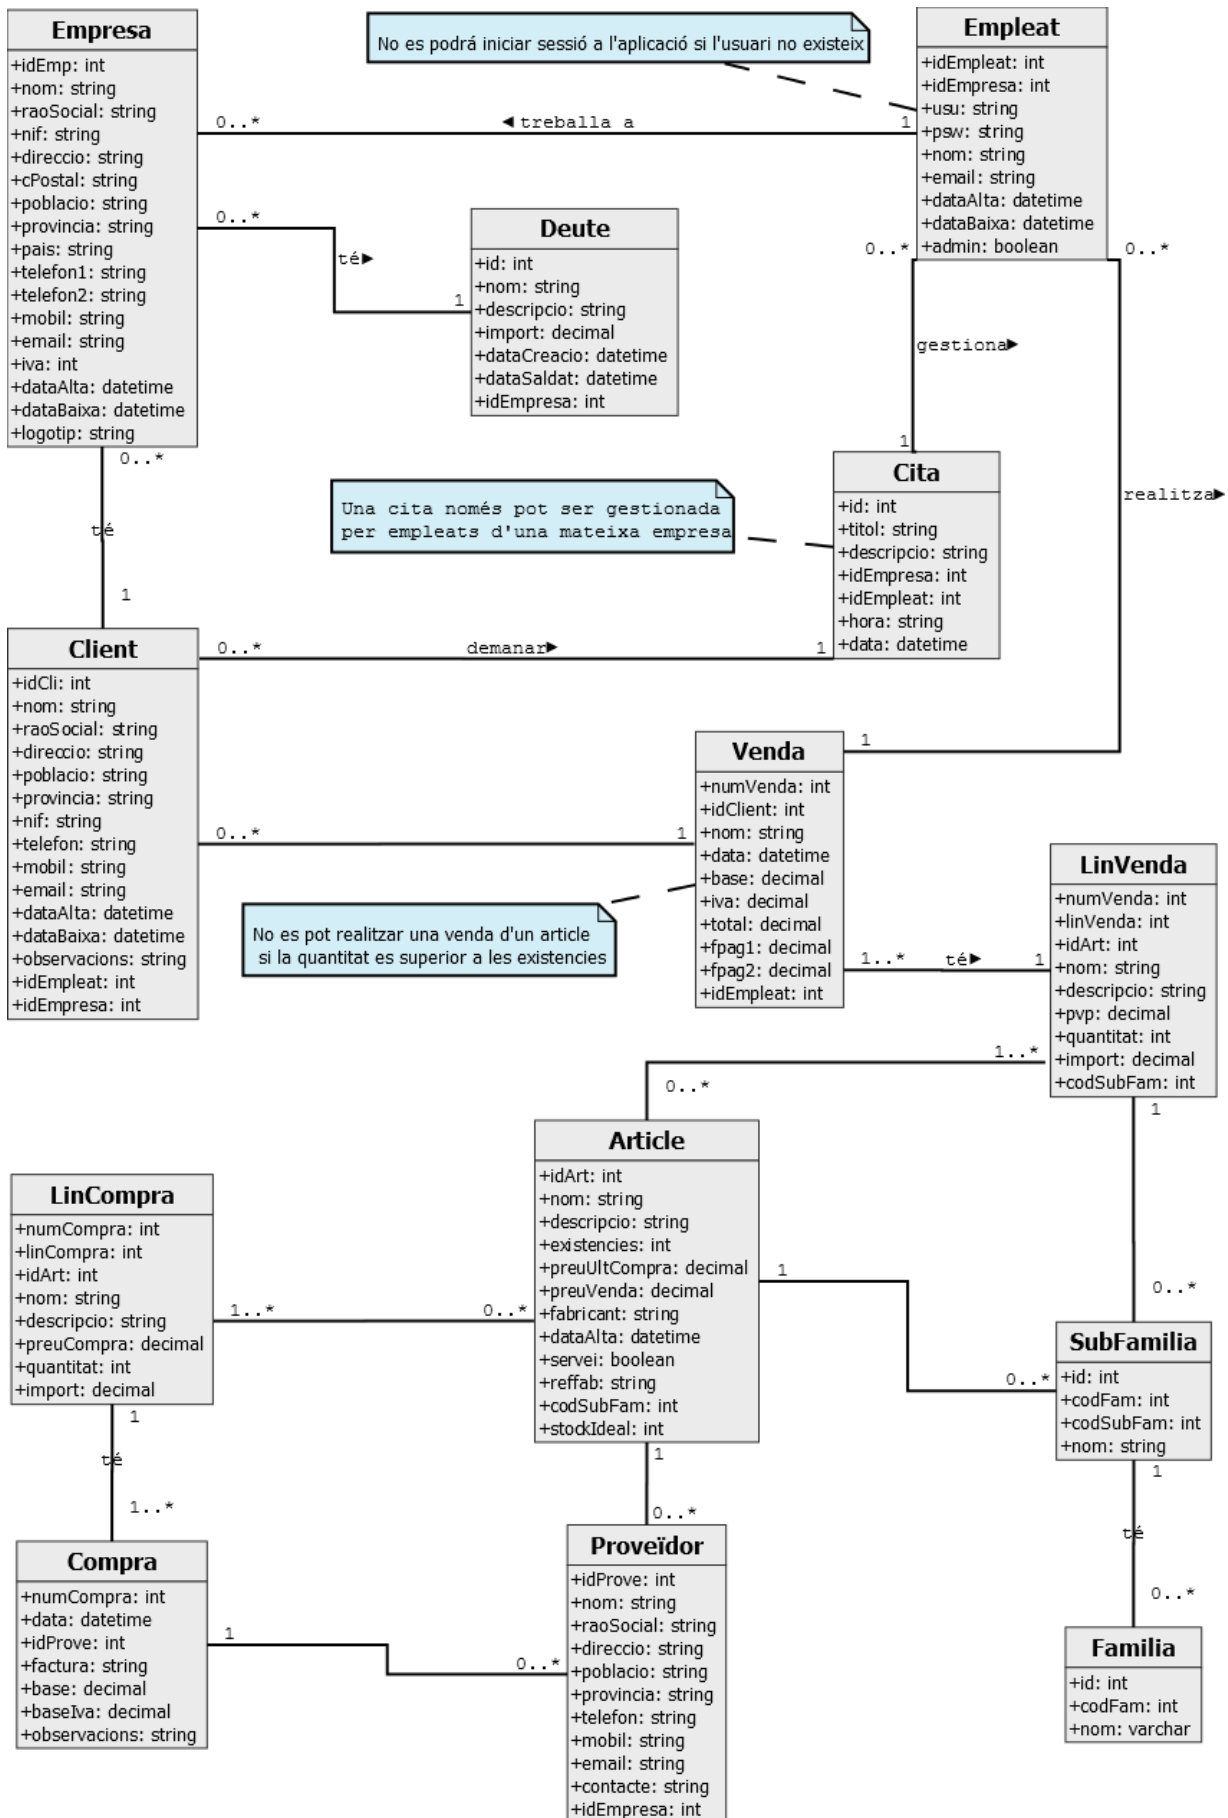 Empresa
+idEmp: int
+nom: string
+raoSocial: string
+nif: string
+direccio: string
+cPostal: string
+poblacio: string
+provincia: string
+pais: string
+telefon1: string
+telefon2: string
+mobil: string
+email: string
+iva: int
+dataAlta: datetime
+dataBaixa: datetime
+logotip: string
No es podrá iniciar sessió a l'aplicació si l'usuari no existeix
Empleat
+idEmpleat: int
+idEmpresa: int
+usu: string
+psw: string
+nom: string
+email: string
+dataAlta: datetime
+dataBaixa: datetime
+admin: boolean
0..*
◄ treballa a
1
0..*
té►
1
Deute
+id: int
+nom: string
+descripcio: string
+import: decimal
+dataCreacio: datetime
+dataSaldat: datetime
+idEmpresa: int
0..*
0..*
gestiona►
1
realitza►
1
0..*
té
1
Una cita només pot ser gestionada
per empleats d'una mateixa empresa
Cita
+id: int
+titol: string
+descripcio: string
+idEmpresa: int
+idEmpleat: int
+hora: string
+data: datetime
0..*
demanar►
1
Client
+idCli: int
+nom: string
+raoSocial: string
+direccio: string
+poblacio: string
+provincia: string
+nif: string
+telefon: string
+mobil: string
+email: string
+dataAlta: datetime
+dataBaixa: datetime
+observacions: string
+idEmpleat: int
+idEmpresa: int
0..*
1
Venda
+numVenda: int
+idClient: int
+nom: string
+data: datetime
+base: decimal
+iva: decimal
+total: decimal
+fpag1: decimal
+fpag2: decimal
+idEmpleat: int
No es pot realitzar una venda d'un article
si la quantitat es superior a les existencies
1..*
té►
1
LinVenda
+numVenda: int
+linVenda: int
+idArt: int
+nom: string
+descripcio: string
+pvp: decimal
+quantitat: int
+import: decimal
+codSubFam: int
1..*
0..*
1
0..*
Article
+idArt: int
+nom: string
+descripcio: string
+existencies: int
+preuUltCompra: decimal
+preuVenda: decimal
+fabricant: string
+dataAlta: datetime
+servei: boolean
+reffab: string
+codSubFam: int
+stockIdeal: int
LinCompra
+numCompra: int
+linCompra: int
+idArt: int
+nom: string
+descripcio: string
+preuCompra: decimal
+quantitat: int
+import: decimal
1..*
0..*
1
0..*
SubFamilia
+id: int
+codFam: int
+codSubFam: int
+nom: string
1
té
1..*
1
0..*
1
té
0..*
Compra
+numCompra: int
+data: datetime
+idProve: int
+factura: string
+base: decimal
+baseIva: decimal
+observacions: string
1
0..*
Proveïdor
+idProve: int
+nom: string
+raoSocial: string
+direccio: string
+poblacio: string
+provincia: string
+telefon: string
+mobil: string
+email: string
+contacte: string
+idEmpresa: int
Familia
+id: int
+codFam: int
+nom: varchar